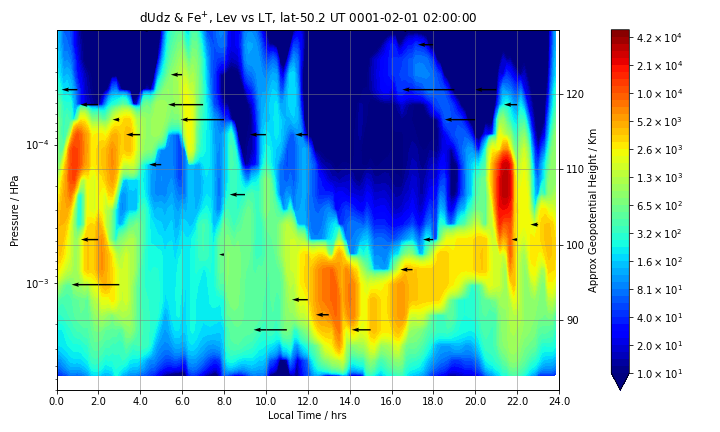 dUdz & Fe⁺, Lev vs LT, lat-50.2 UT 0001-02-01 02:00:00
Pressure / HPa
10⁻⁴
10⁻³
0.0 2.0 4.0 6.0 8.0 10.0 12.0 14.0 16.0 18.0 20.0 22.0 24.0
Local Time / hrs
120
110
100
90
Approx Geopotential Height / Km
4.2 × 10⁴
2.1 × 10⁴
1.0 × 10⁴
5.2 × 10³
2.6 × 10³
1.3 × 10³
6.5 × 10²
3.2 × 10²
1.6 × 10²
8.1 × 10¹
4.0 × 10¹
2.0 × 10¹
1.0 × 10¹